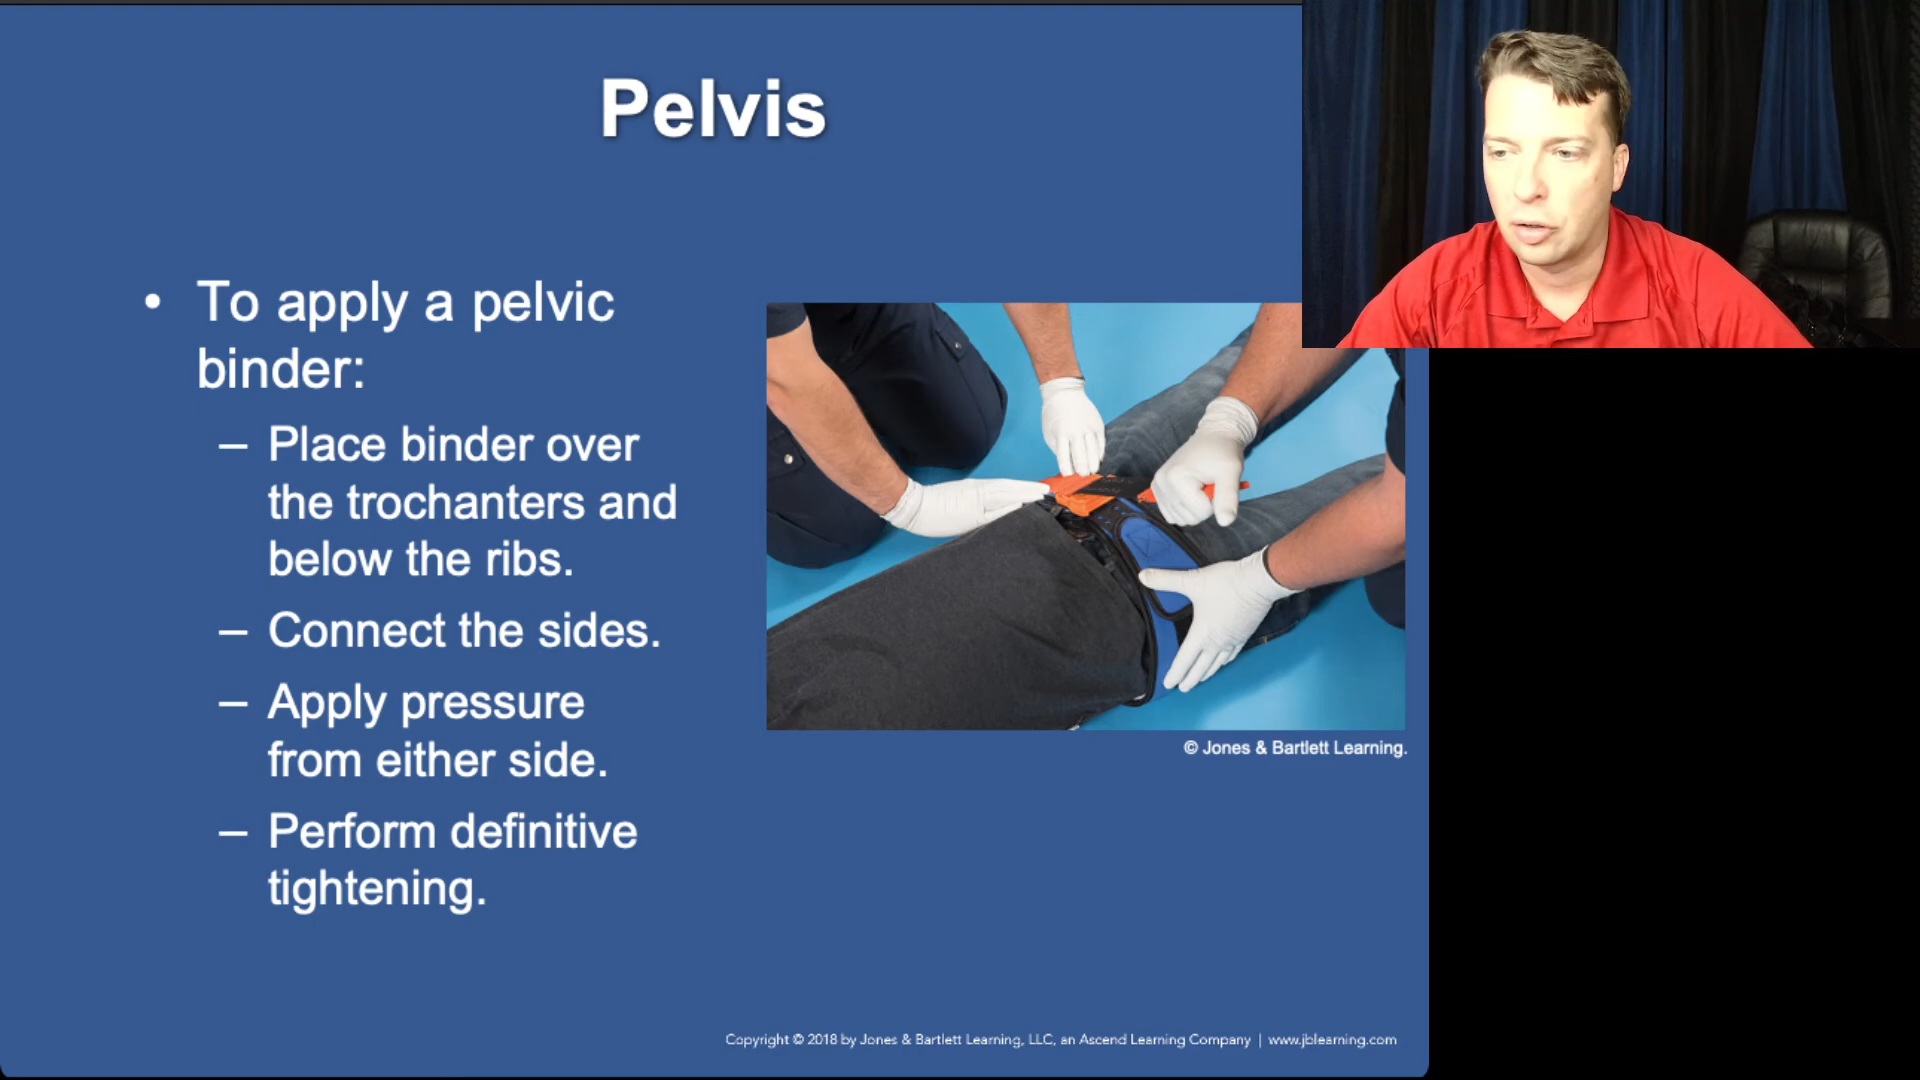 Pelvis
• To apply a pelvic
binder:
– Place binder over
the trochanters and
below the ribs.
– Connect the sides.
– Apply pressure
from either side.
– Perform definitive
tightening.
© Jones & Bartlett Learning.
Copyright © 2018 by Jones & Bartlett Learning, LLC, an Ascend Learning Company | www.jblearning.com